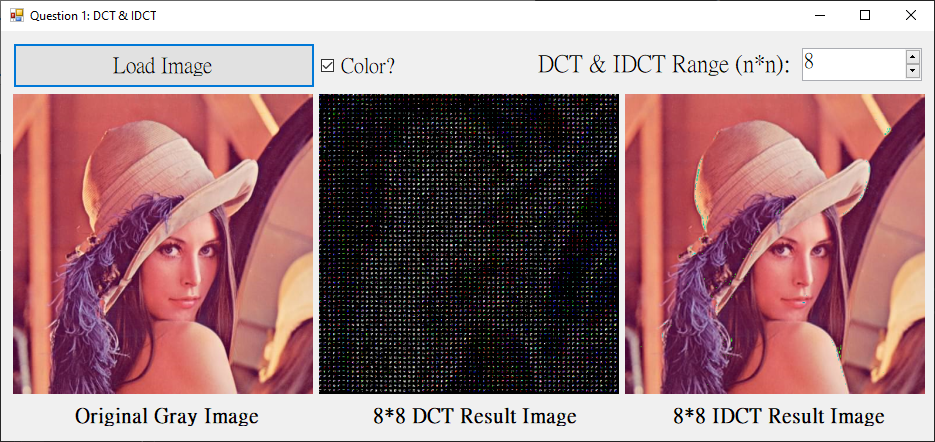 Question 1: DCT & IDCT
Load Image
Color?
DCT & IDCT Range (n*n):
8
Original Gray Image
8*8 DCT Result Image
8*8 IDCT Result Image